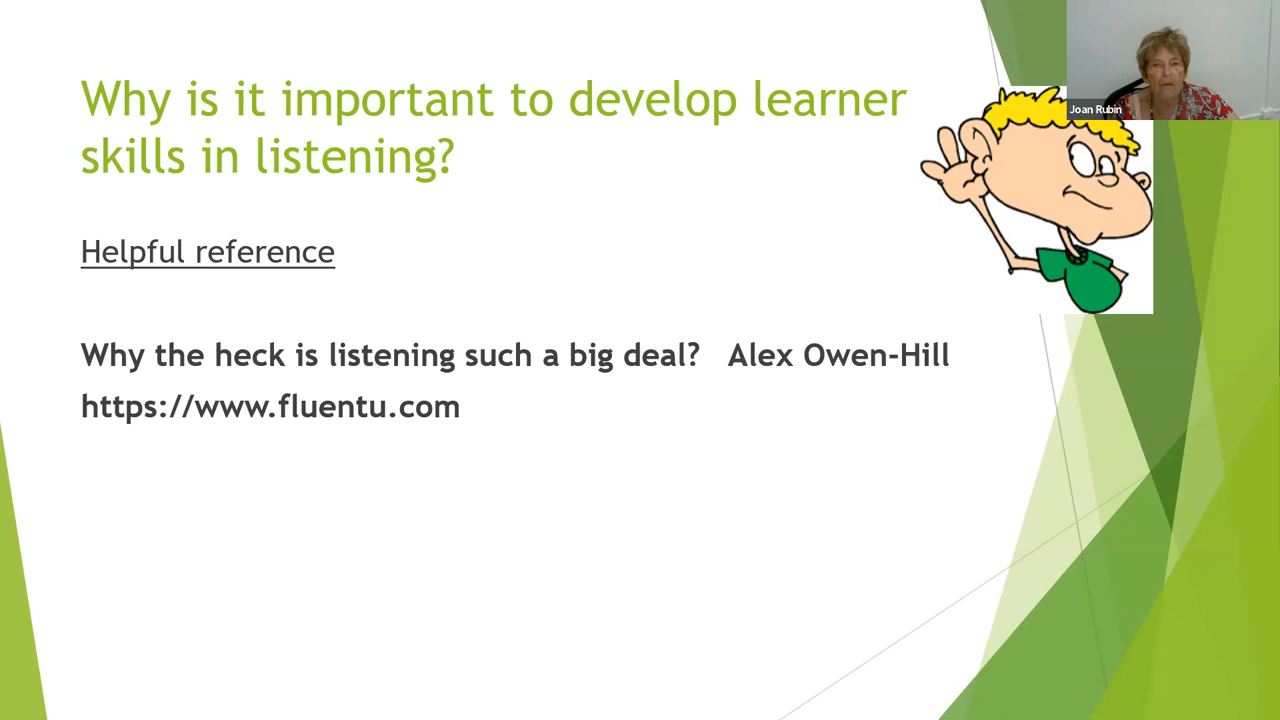 Why is it important to develop learner
skills in listening?
Joan Rubin
Helpful reference
Why the heck is listening such a big deal? Alex Owen-Hill
https://www.fluentu.com